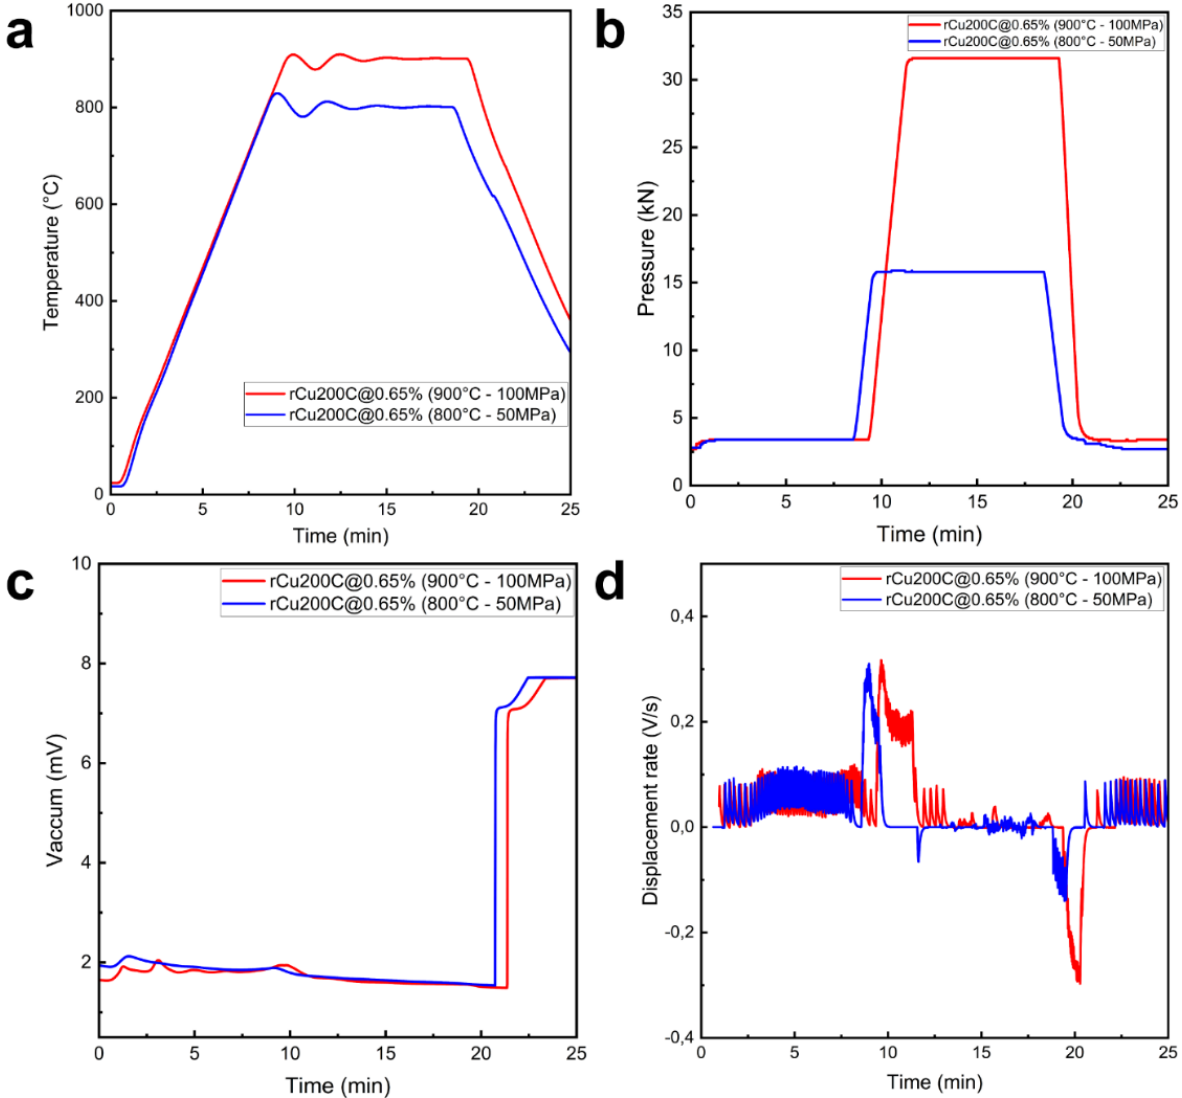 a
1000
800
600
400
200
0
Temperature (°C)
rCu200C@0.65% (900°C - 100MPa)
rCu200C@0.65% (800°C - 50MPa)
0 5 10 15 20 25
Time (min)
b
35
30
25
20
15
10
5
0
Pressure (kN)
rCu200C@0.65% (900°C - 100MPa)
rCu200C@0.65% (800°C - 50MPa)
0 5 10 15 20 25
Time (min)
c
10
8
6
4
2
Vaccum (mV)
rCu200C@0.65% (900°C - 100MPa)
rCu200C@0.65% (800°C - 50MPa)
0 5 10 15 20 25
Time (min)
d
0,4
0,2
0,0
-0,2
-0,4
Displacement rate (V/s)
rCu200C@0.65% (900°C - 100MPa)
rCu200C@0.65% (800°C - 50MPa)
0 5 10 15 20 25
Time (min)